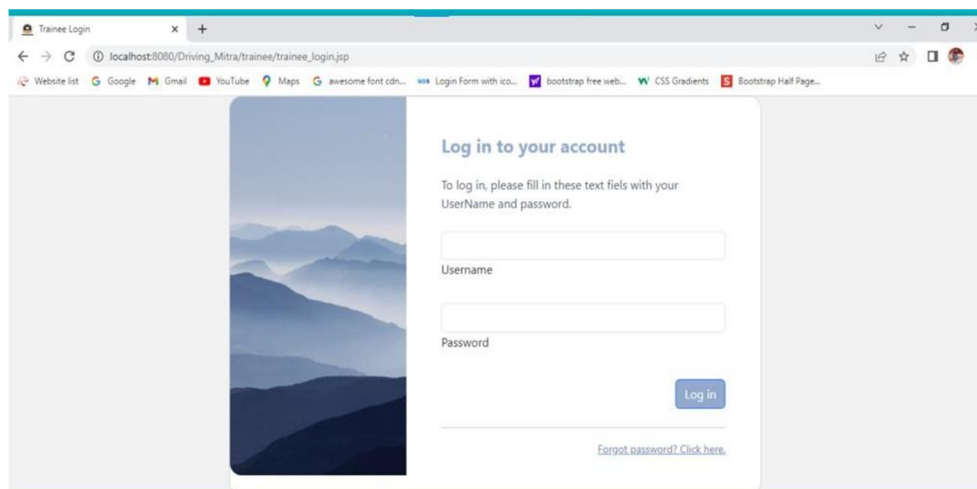 Trainee Login
localhost:8080/Driving_Mitra/trainee/trainee_login.jsp
Website list Google Gmail YouTube Maps awesome font cdn... Login Form with ico... bootstrap free web... CSS Gradients Bootstrap Half Page...
Log in to your account
To log in, please fill in these text fiels with your
UserName and password.
Username
Password
Log in
Forgot password? Click here.